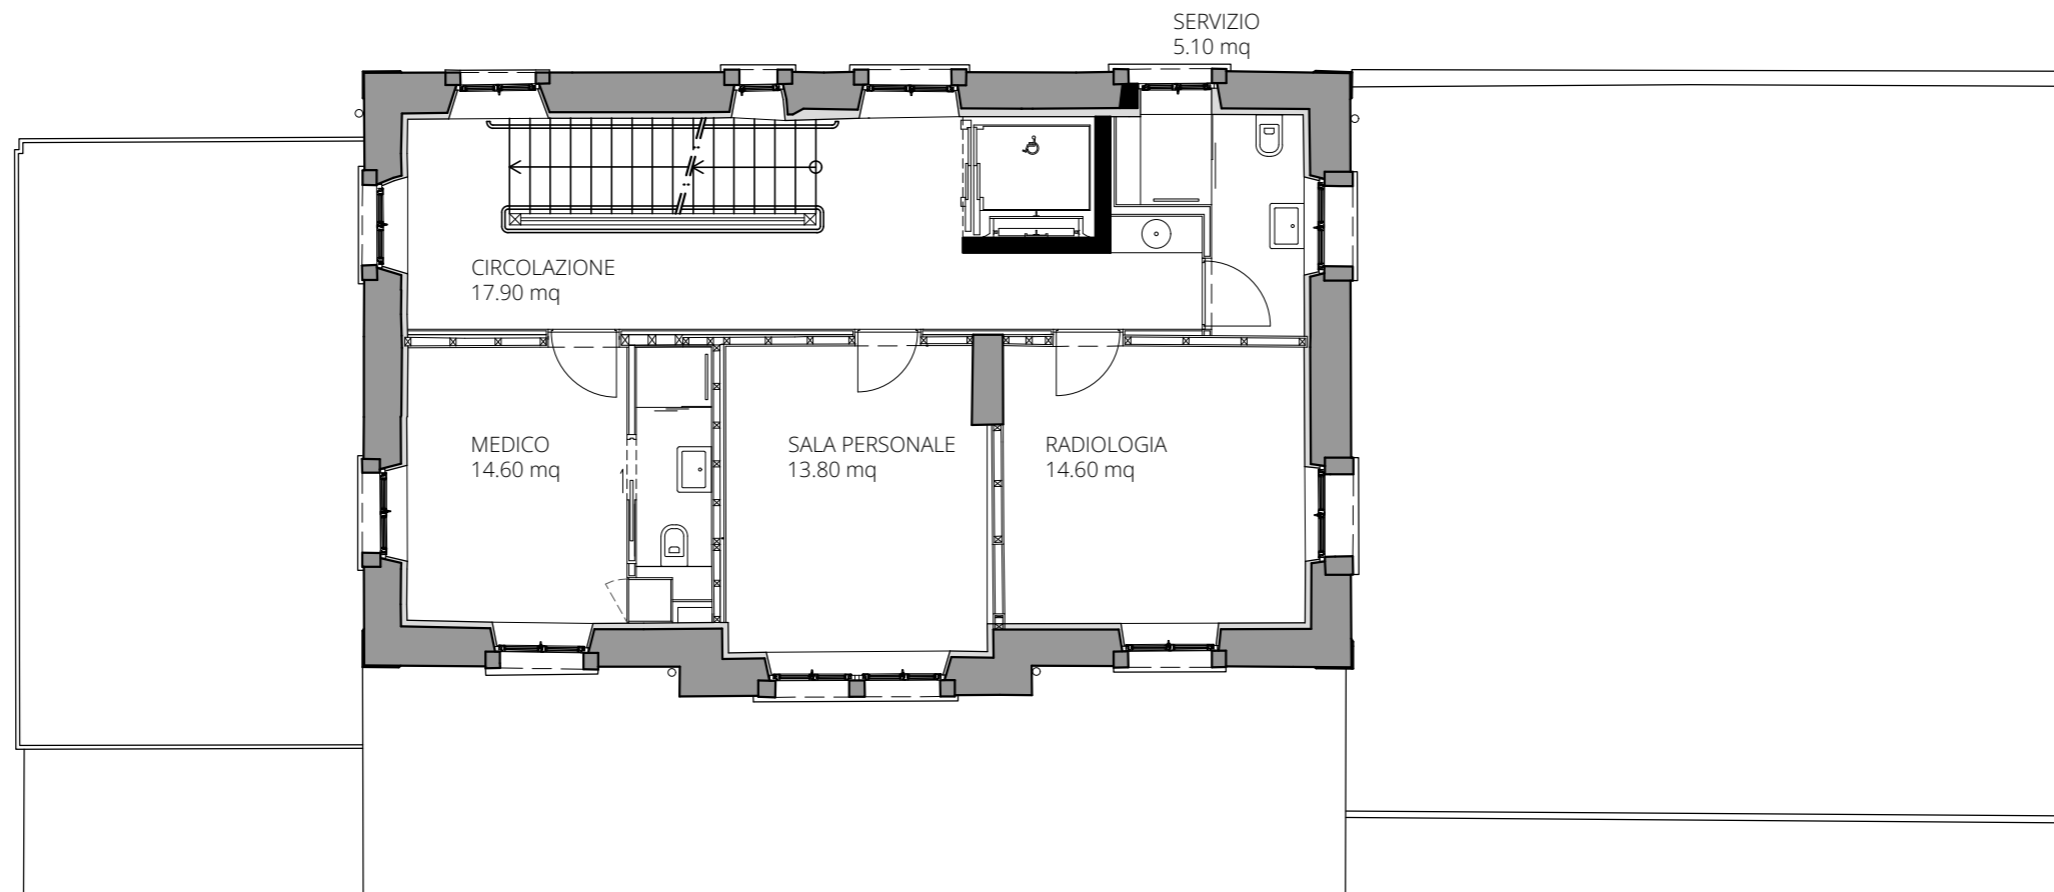 SERVIZIO
5.10 mq
CIRCOLAZIONE
17.90 mq
MEDICO
14.60 mq
SALA PERSONALE
13.80 mq
RADIOLOGIA
14.60 mq